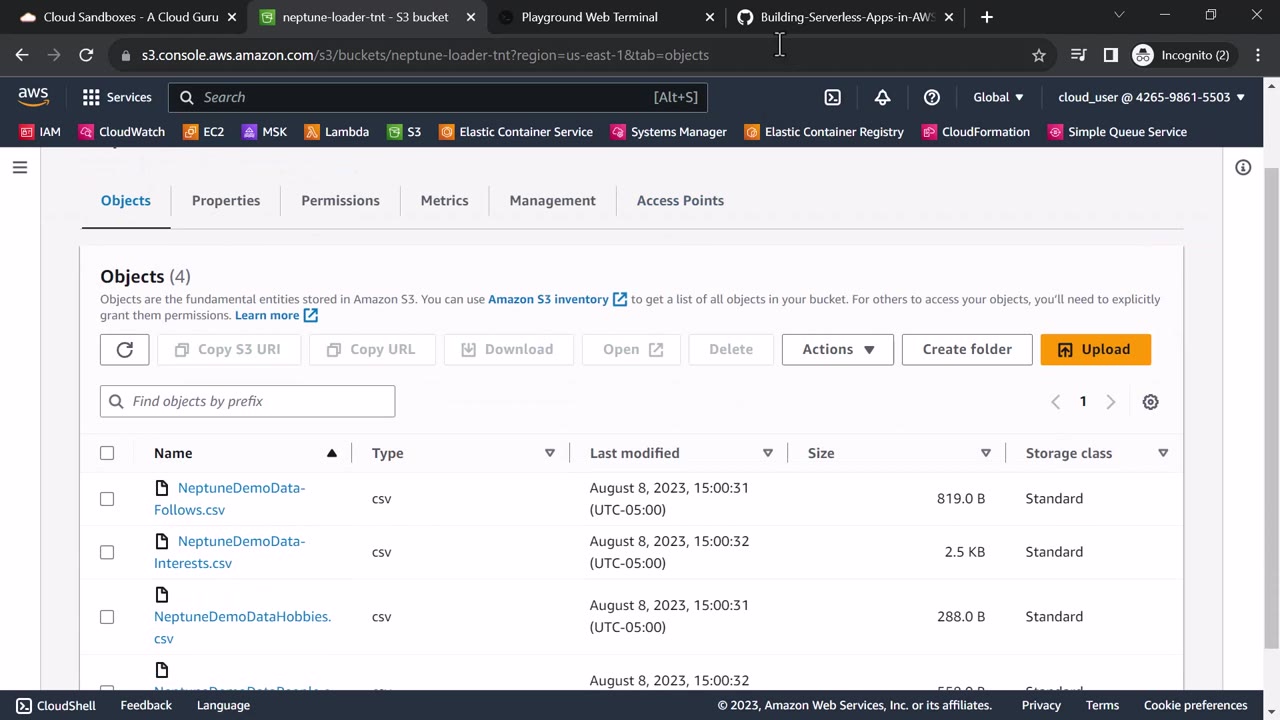 Cloud Sandboxes - A Cloud Guru
neptune-loader-tnt - S3 bucket
Playground Web Terminal
Building-Serverless-Apps-in-AWS
s3.console.aws.amazon.com/s3/buckets/neptune-loader-tnt?region=us-east-1&tab=objects
Incognito (2)
aws
Services
Search
[Alt+S]
Global
cloud_user @ 4265-9861-5503
IAM
CloudWatch
EC2
MSK
Lambda
S3
Elastic Container Service
Systems Manager
Elastic Container Registry
CloudFormation
Simple Queue Service
Objects
Properties
Permissions
Metrics
Management
Access Points
Objects (4)
Objects are the fundamental entities stored in Amazon S3. You can use Amazon S3 inventory to get a list of all objects in your bucket. For others to access your objects, you'll need to explicitly
grant them permissions. Learn more
Copy S3 URI
Copy URL
Download
Open
Delete
Actions
Create folder
Upload
Find objects by prefix
1
Name
Type
Last modified
Size
Storage class
NeptuneDemoData-
Follows.csv
csv
August 8, 2023, 15:00:31
(UTC-05:00)
819.0 B
Standard
NeptuneDemoData-
Interests.csv
csv
August 8, 2023, 15:00:32
(UTC-05:00)
2.5 KB
Standard
NeptuneDemoDataHobbies.
csv
csv
August 8, 2023, 15:00:31
(UTC-05:00)
288.0 B
Standard
August 8, 2023, 15:00:32
CloudShell
Feedback
Language
© 2023, Amazon Web Services, Inc. or its affiliates.
Privacy
Terms
Cookie preferences